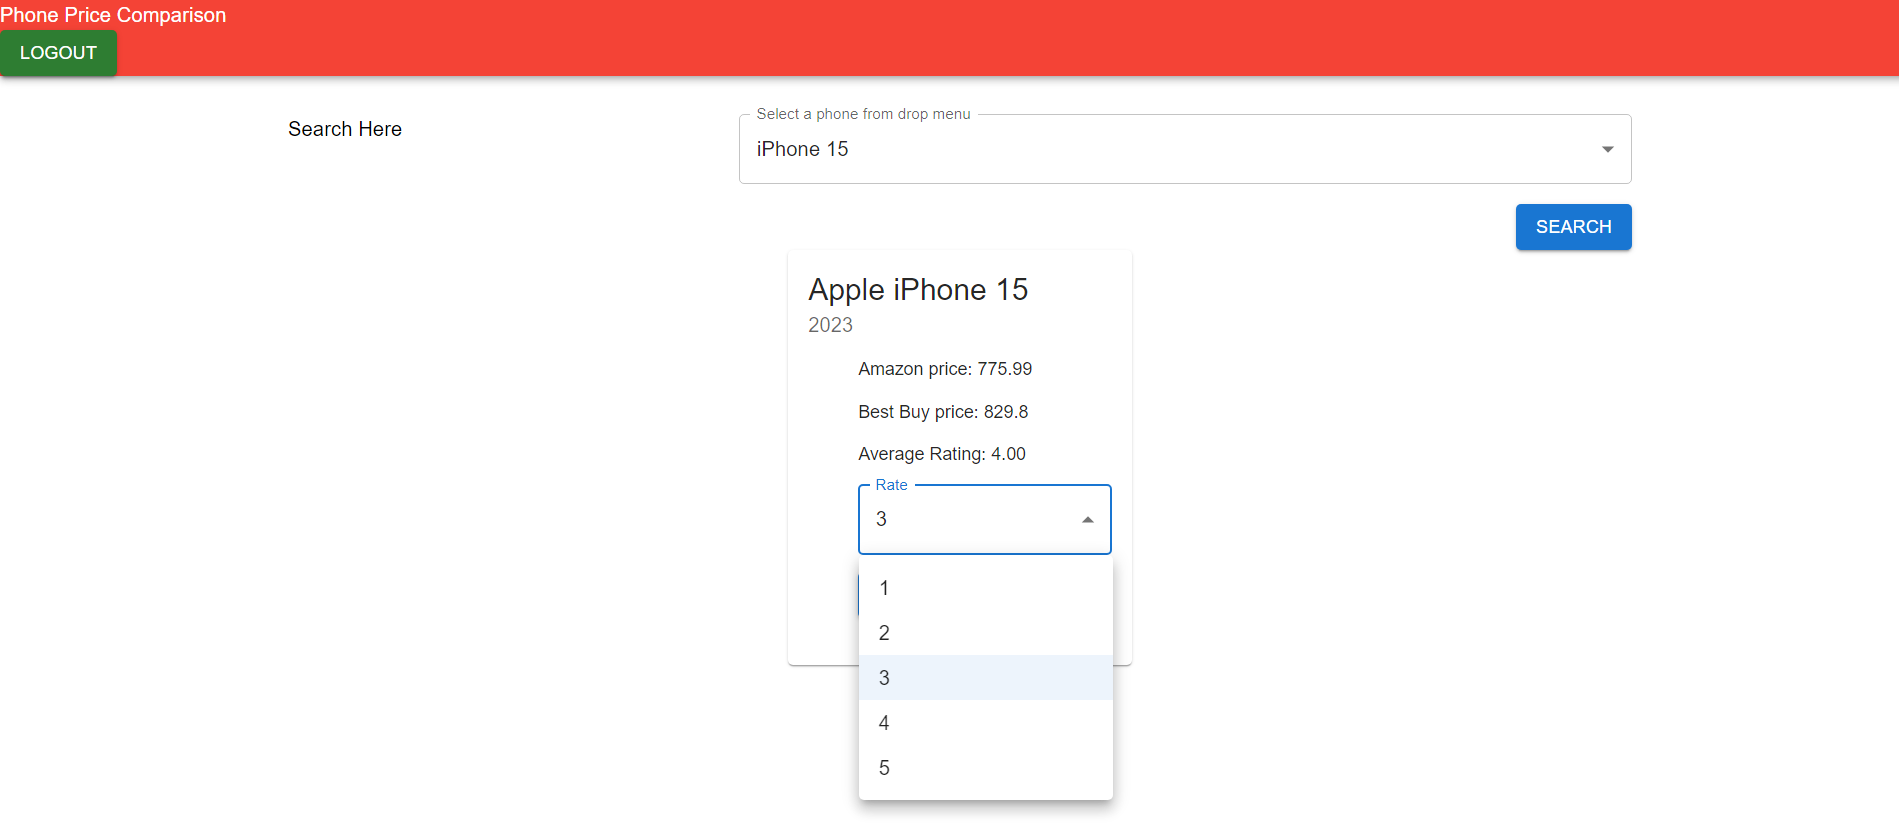 Phone Price Comparison
LOGOUT
Search Here
Select a phone from drop menu
iPhone 15
SEARCH
Apple iPhone 15
2023
Amazon price: 775.99
Best Buy price: 829.8
Average Rating: 4.00
Rate
3
1
2
3
4
5